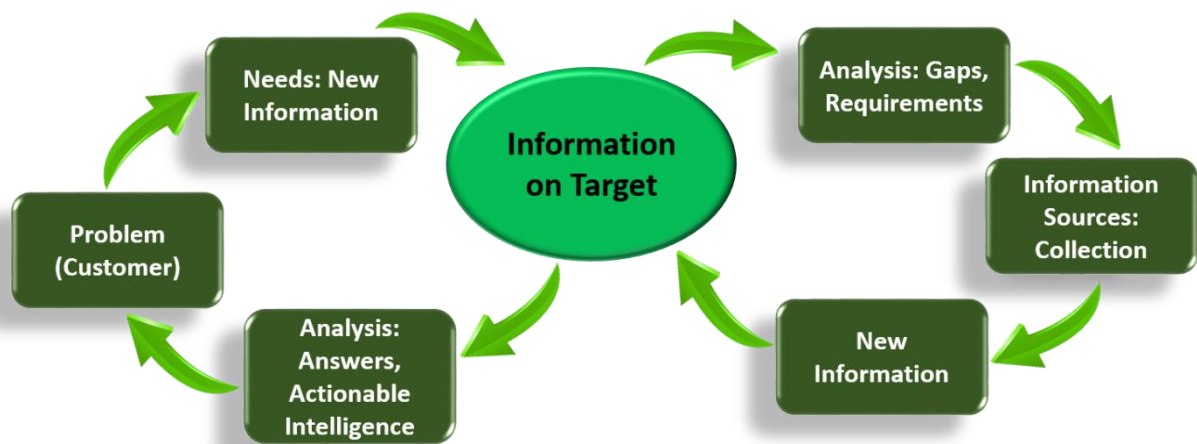 Needs: New
Information
Information
on Target
Analysis: Gaps,
Requirements
Problem
(Customer)
Information
Sources:
Collection
Analysis:
Answers,
Actionable
Intelligence
New
Information